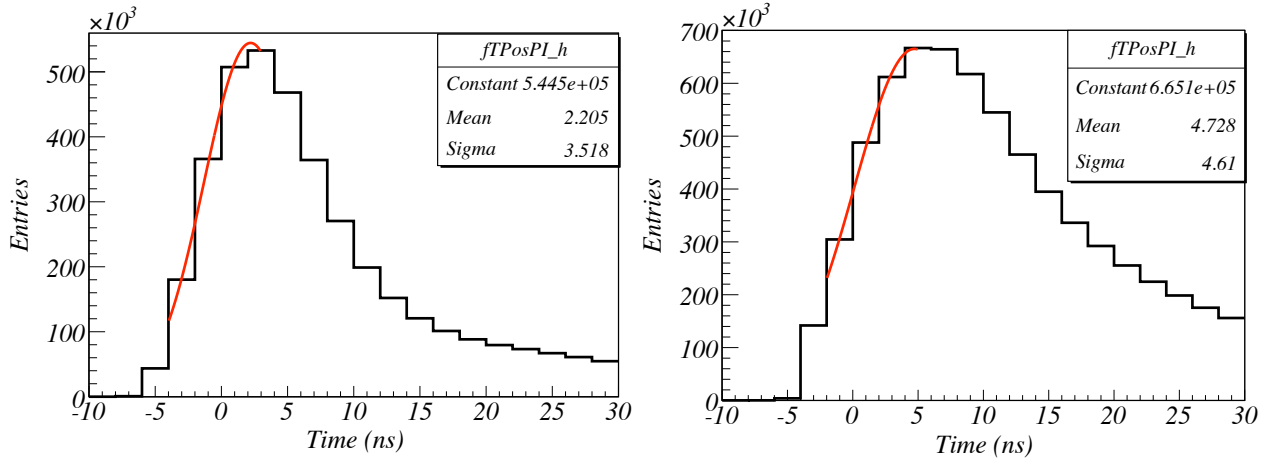 ×10³
fTPosPI_h
Constant 5.445e+05
Mean 2.205
Sigma 3.518
Entries
500
400
300
200
100
0
-10 -5 0 5 10 15 20 25 30
Time (ns)
×10³
fTPosPI_h
Constant 6.651e+05
Mean 4.728
Sigma 4.61
Entries
700
600
500
400
300
200
100
0
-10 -5 0 5 10 15 20 25 30
Time (ns)